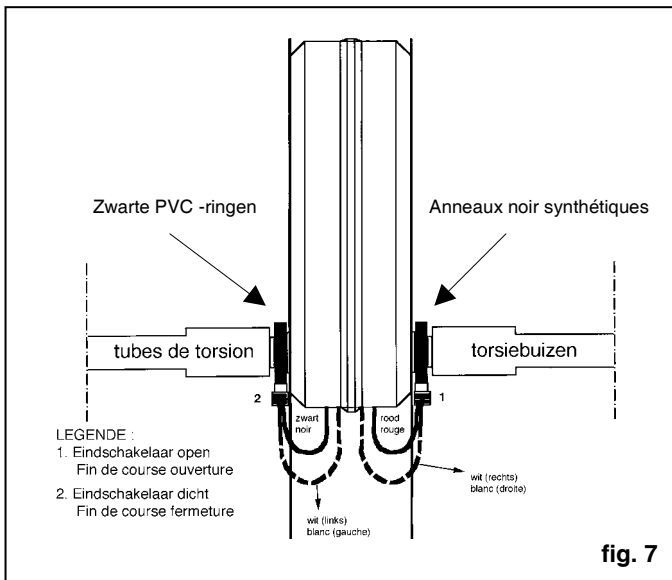 Zwarte PVC -ringen
Anneaux noir synthétiques
tubes de torsion
torsiebuizen
2
zwart
noir
rood
rouge
1
LEGENDE :
1. Eindschakelaar open
Fin de course ouverture
2. Eindschakelaar dicht
Fin de course fermeture
wit (rechts)
blanc (droite)
wit (links)
blanc (gauche)
fig. 7